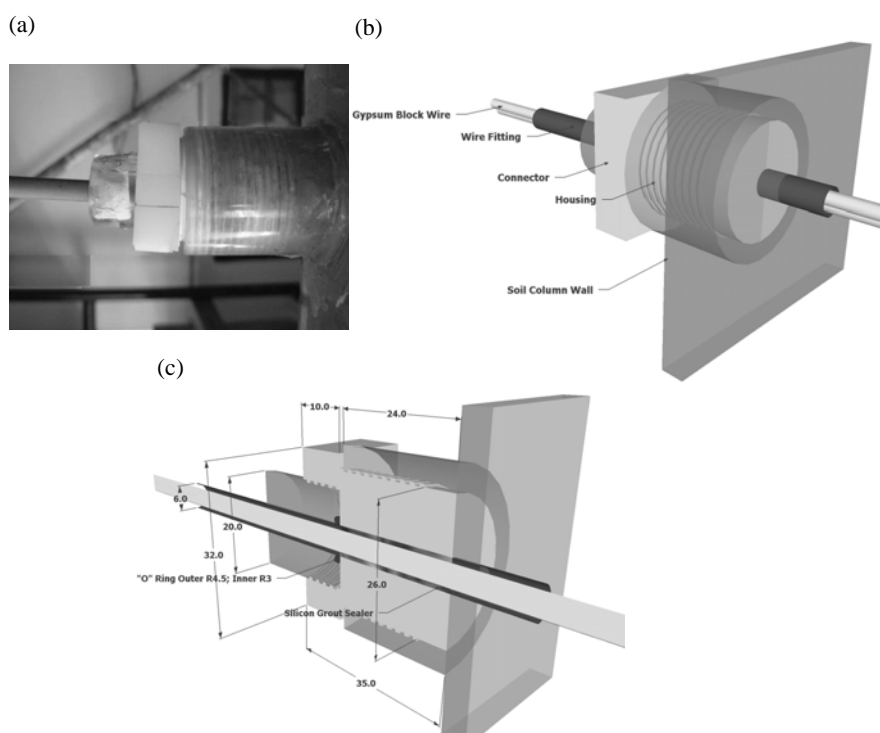 (a)
(b)
Gypsum Block Wire
Wire Fitting
Connector
Housing
Soil Column Wall
(c)
10.0
24.0
6.0
20.0
32.0
"O" Ring Outer R4.5; Inner R3
26.0
Silicon Grout Sealer
35.0